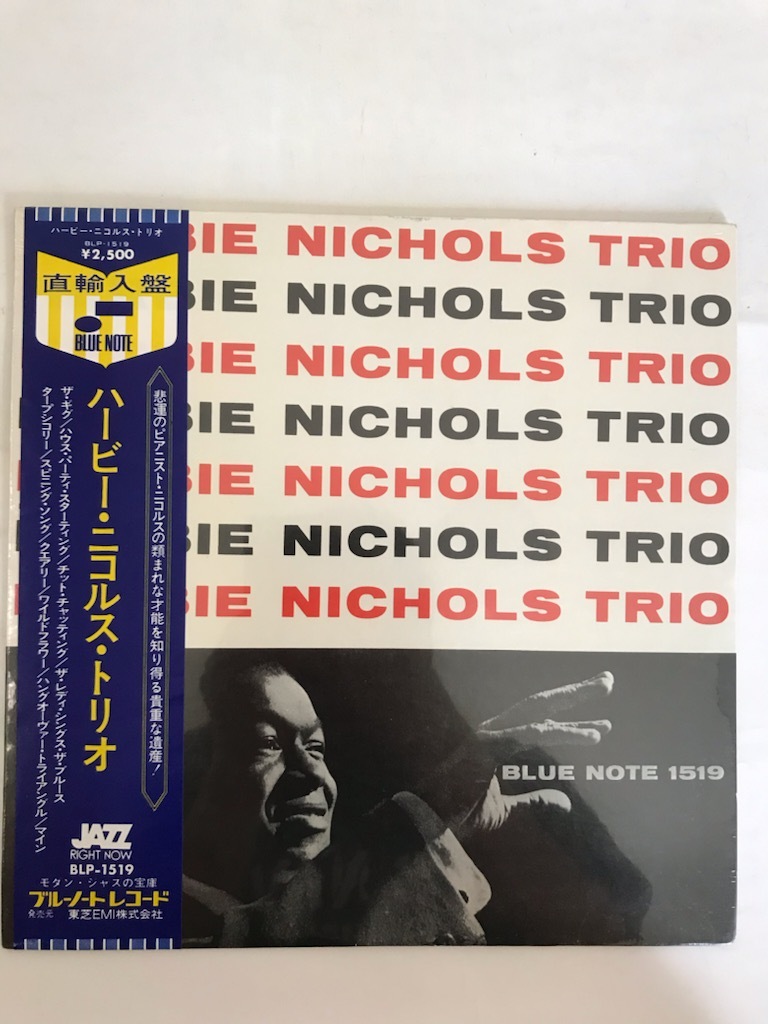 ハービー・ニコルス・トリオ
BLP-1519
¥2,500
直輸入盤
BLUE NOTE
ハービー・ニコルス・トリオ
悲運のピアニスト・ニコルスの類まれな才能を知り得る貴重な遺産!
ザ・ギグ/ハウス・パーティ・スターティング/チット・チャッティング/ザ・レディ・シングス・ザ・ブルース
タープシコリー/スピニング・ソング/クエアリー/ワイルドフラワー/ハングオーヴァー・トライアングル/マイン
JAZZ
RIGHT NOW
BLP-1519
モダン・ジャズの宝庫
ブルーノートレコード
発売元 東芝EMI株式会社
BIE NICHOLS TRIO
BIE NICHOLS TRIO
BIE NICHOLS TRIO
BIE NICHOLS TRIO
BIE NICHOLS TRIO
BIE NICHOLS TRIO
BIE NICHOLS TRIO
BLUE NOTE 1519